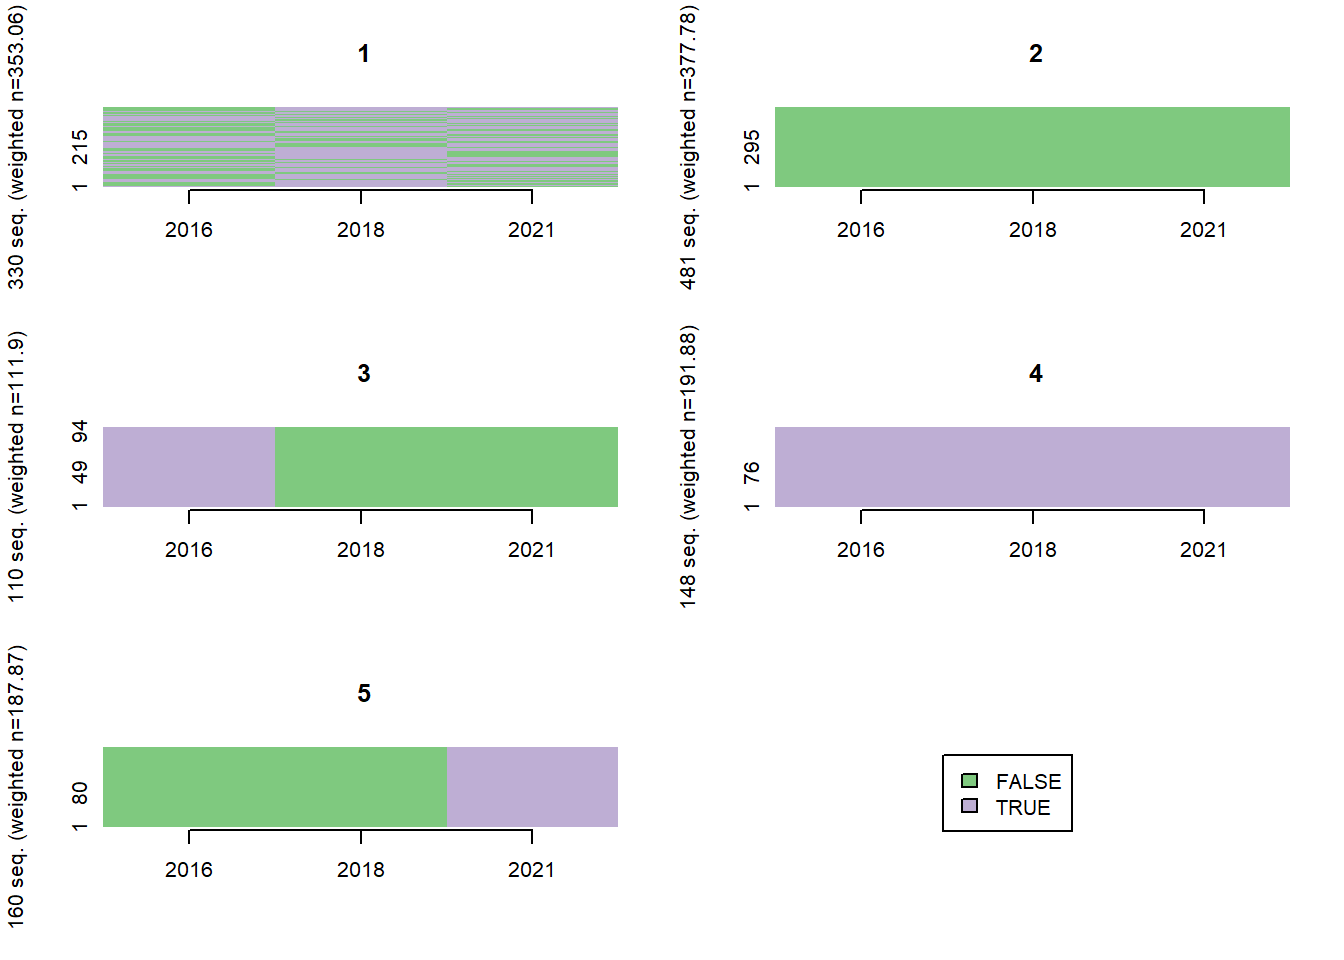 1
330 seq. (weighted n=353.06)
1 215
2016 2018 2021
2
481 seq. (weighted n=377.78)
1 295
2016 2018 2021
3
110 seq. (weighted n=111.9)
1 49 94
2016 2018 2021
4
148 seq. (weighted n=191.88)
1 76
2016 2018 2021
5
160 seq. (weighted n=187.87)
1 80
2016 2018 2021
FALSE
TRUE